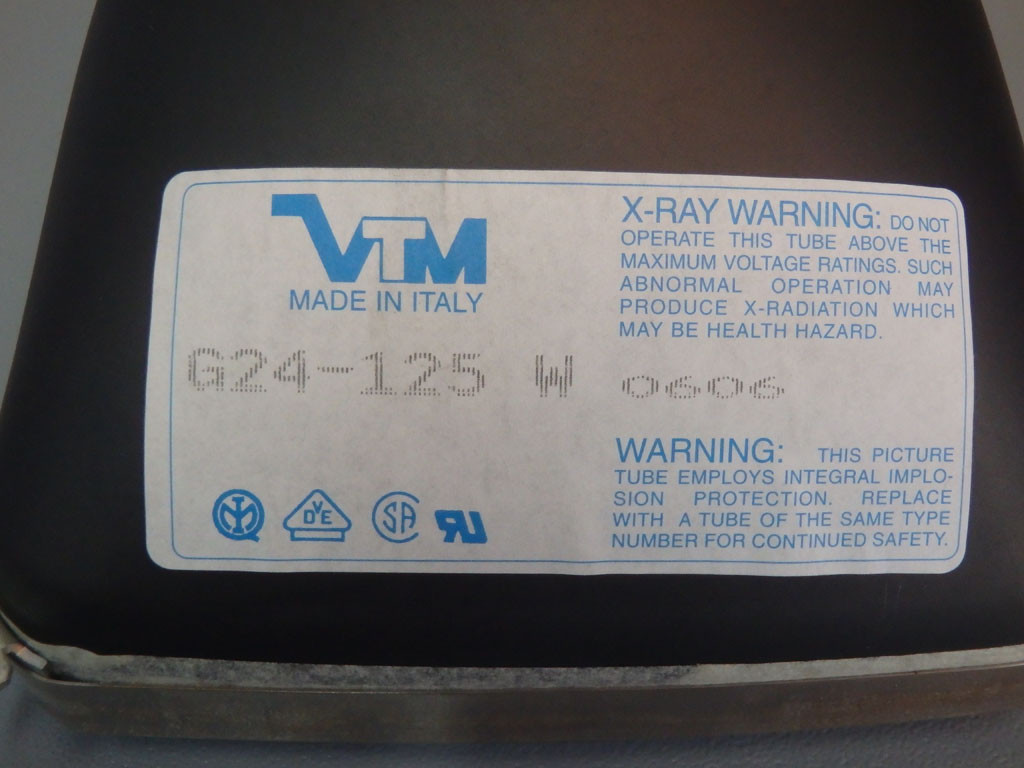 VTM
MADE IN ITALY
G24-125 W 0606
X-RAY WARNING: DO NOT
OPERATE THIS TUBE ABOVE THE
MAXIMUM VOLTAGE RATINGS. SUCH
ABNORMAL OPERATION MAY
PRODUCE X-RADIATION WHICH
MAY BE HEALTH HAZARD.
WARNING: THIS PICTURE
TUBE EMPLOYS INTEGRAL IMPLO-
SION PROTECTION. REPLACE
WITH A TUBE OF THE SAME TYPE
NUMBER FOR CONTINUED SAFETY.
DVE
SA